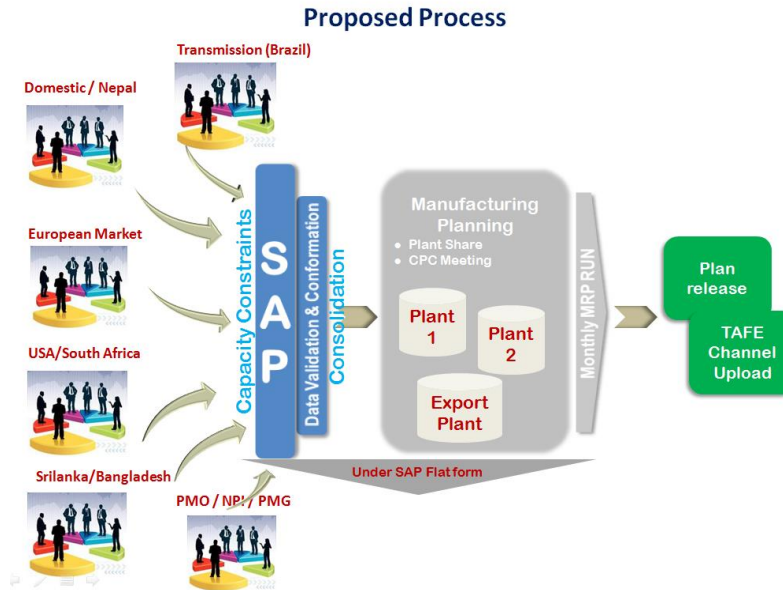 Proposed Process
Transmission (Brazil)
Domestic / Nepal
European Market
USA/South Africa
Srilanka/Bangladesh
PMO / NPI / PMG
Capacity Constraints
SAP
Data Validation & Conformation
Consolidation
Manufacturing
Planning
Plant Share
CPC Meeting
Plant
1
Plant
2
Export
Plant
Monthly MRP RUN
Under SAP Flatform
Plan
release
TAFE
Channel
Upload